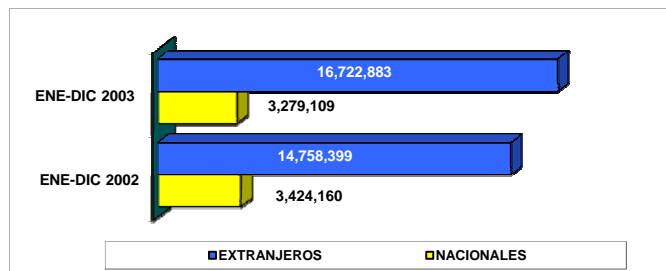 16,722,883
ENE-DIC 2003
3,279,109
14,758,399
ENE-DIC 2002
3,424,160
EXTRANJEROS NACIONALES